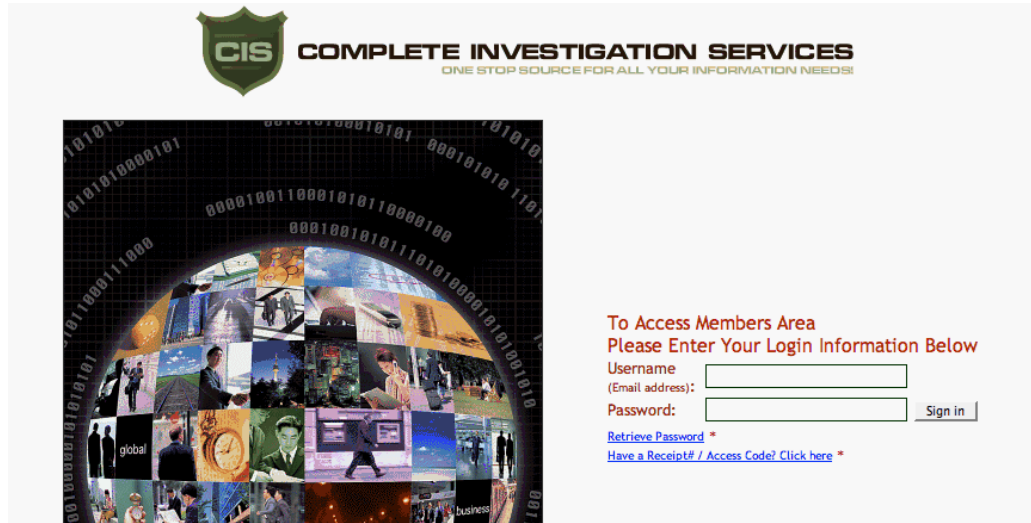 CIS
COMPLETE INVESTIGATION SERVICES
ONE STOP SOURCE FOR ALL YOUR INFORMATION NEEDS!
global
business
To Access Members Area
Please Enter Your Login Information Below
Username
(Email address):
Password:
Sign in
Retrieve Password *
Have a Receipt# / Access Code? Click here *